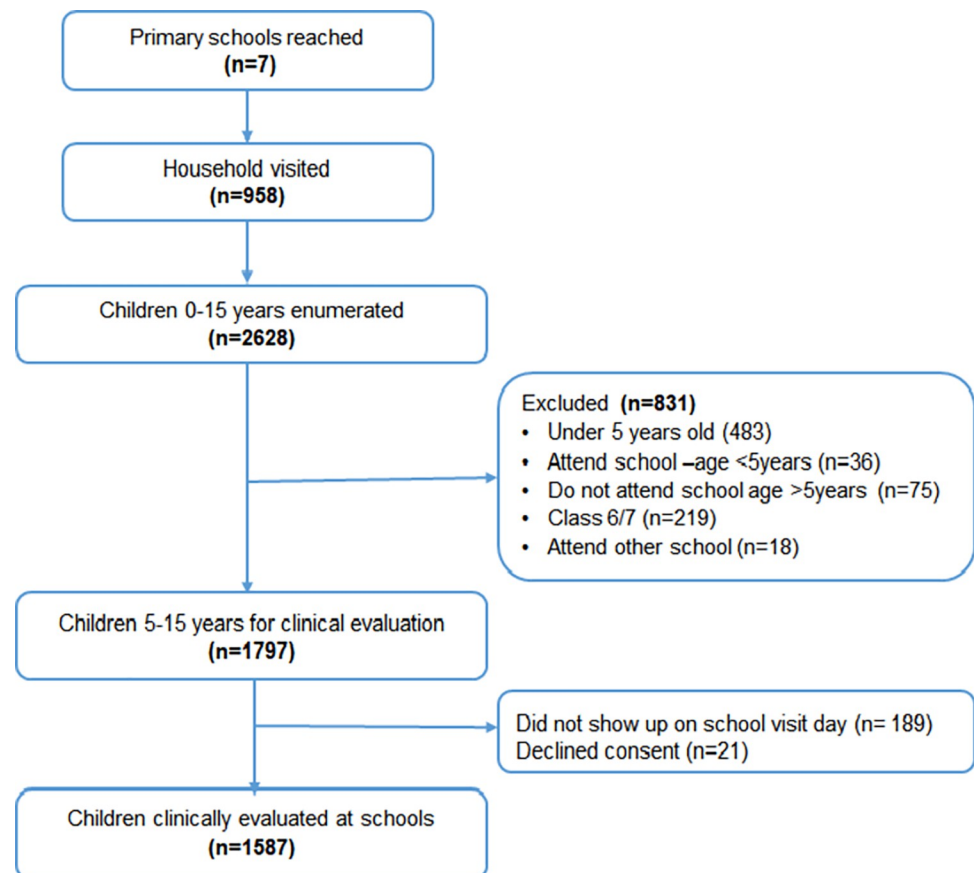 Primary schools reached
(n=7)
Household visited
(n=958)
Children 0-15 years enumerated
(n=2628)
Excluded (n=831)
• Under 5 years old (483)
• Attend school –age <5years (n=36)
• Do not attend school age >5years (n=75)
• Class 6/7 (n=219)
• Attend other school (n=18)
Children 5-15 years for clinical evaluation
(n=1797)
Did not show up on school visit day (n= 189)
Declined consent (n=21)
Children clinically evaluated at schools
(n=1587)